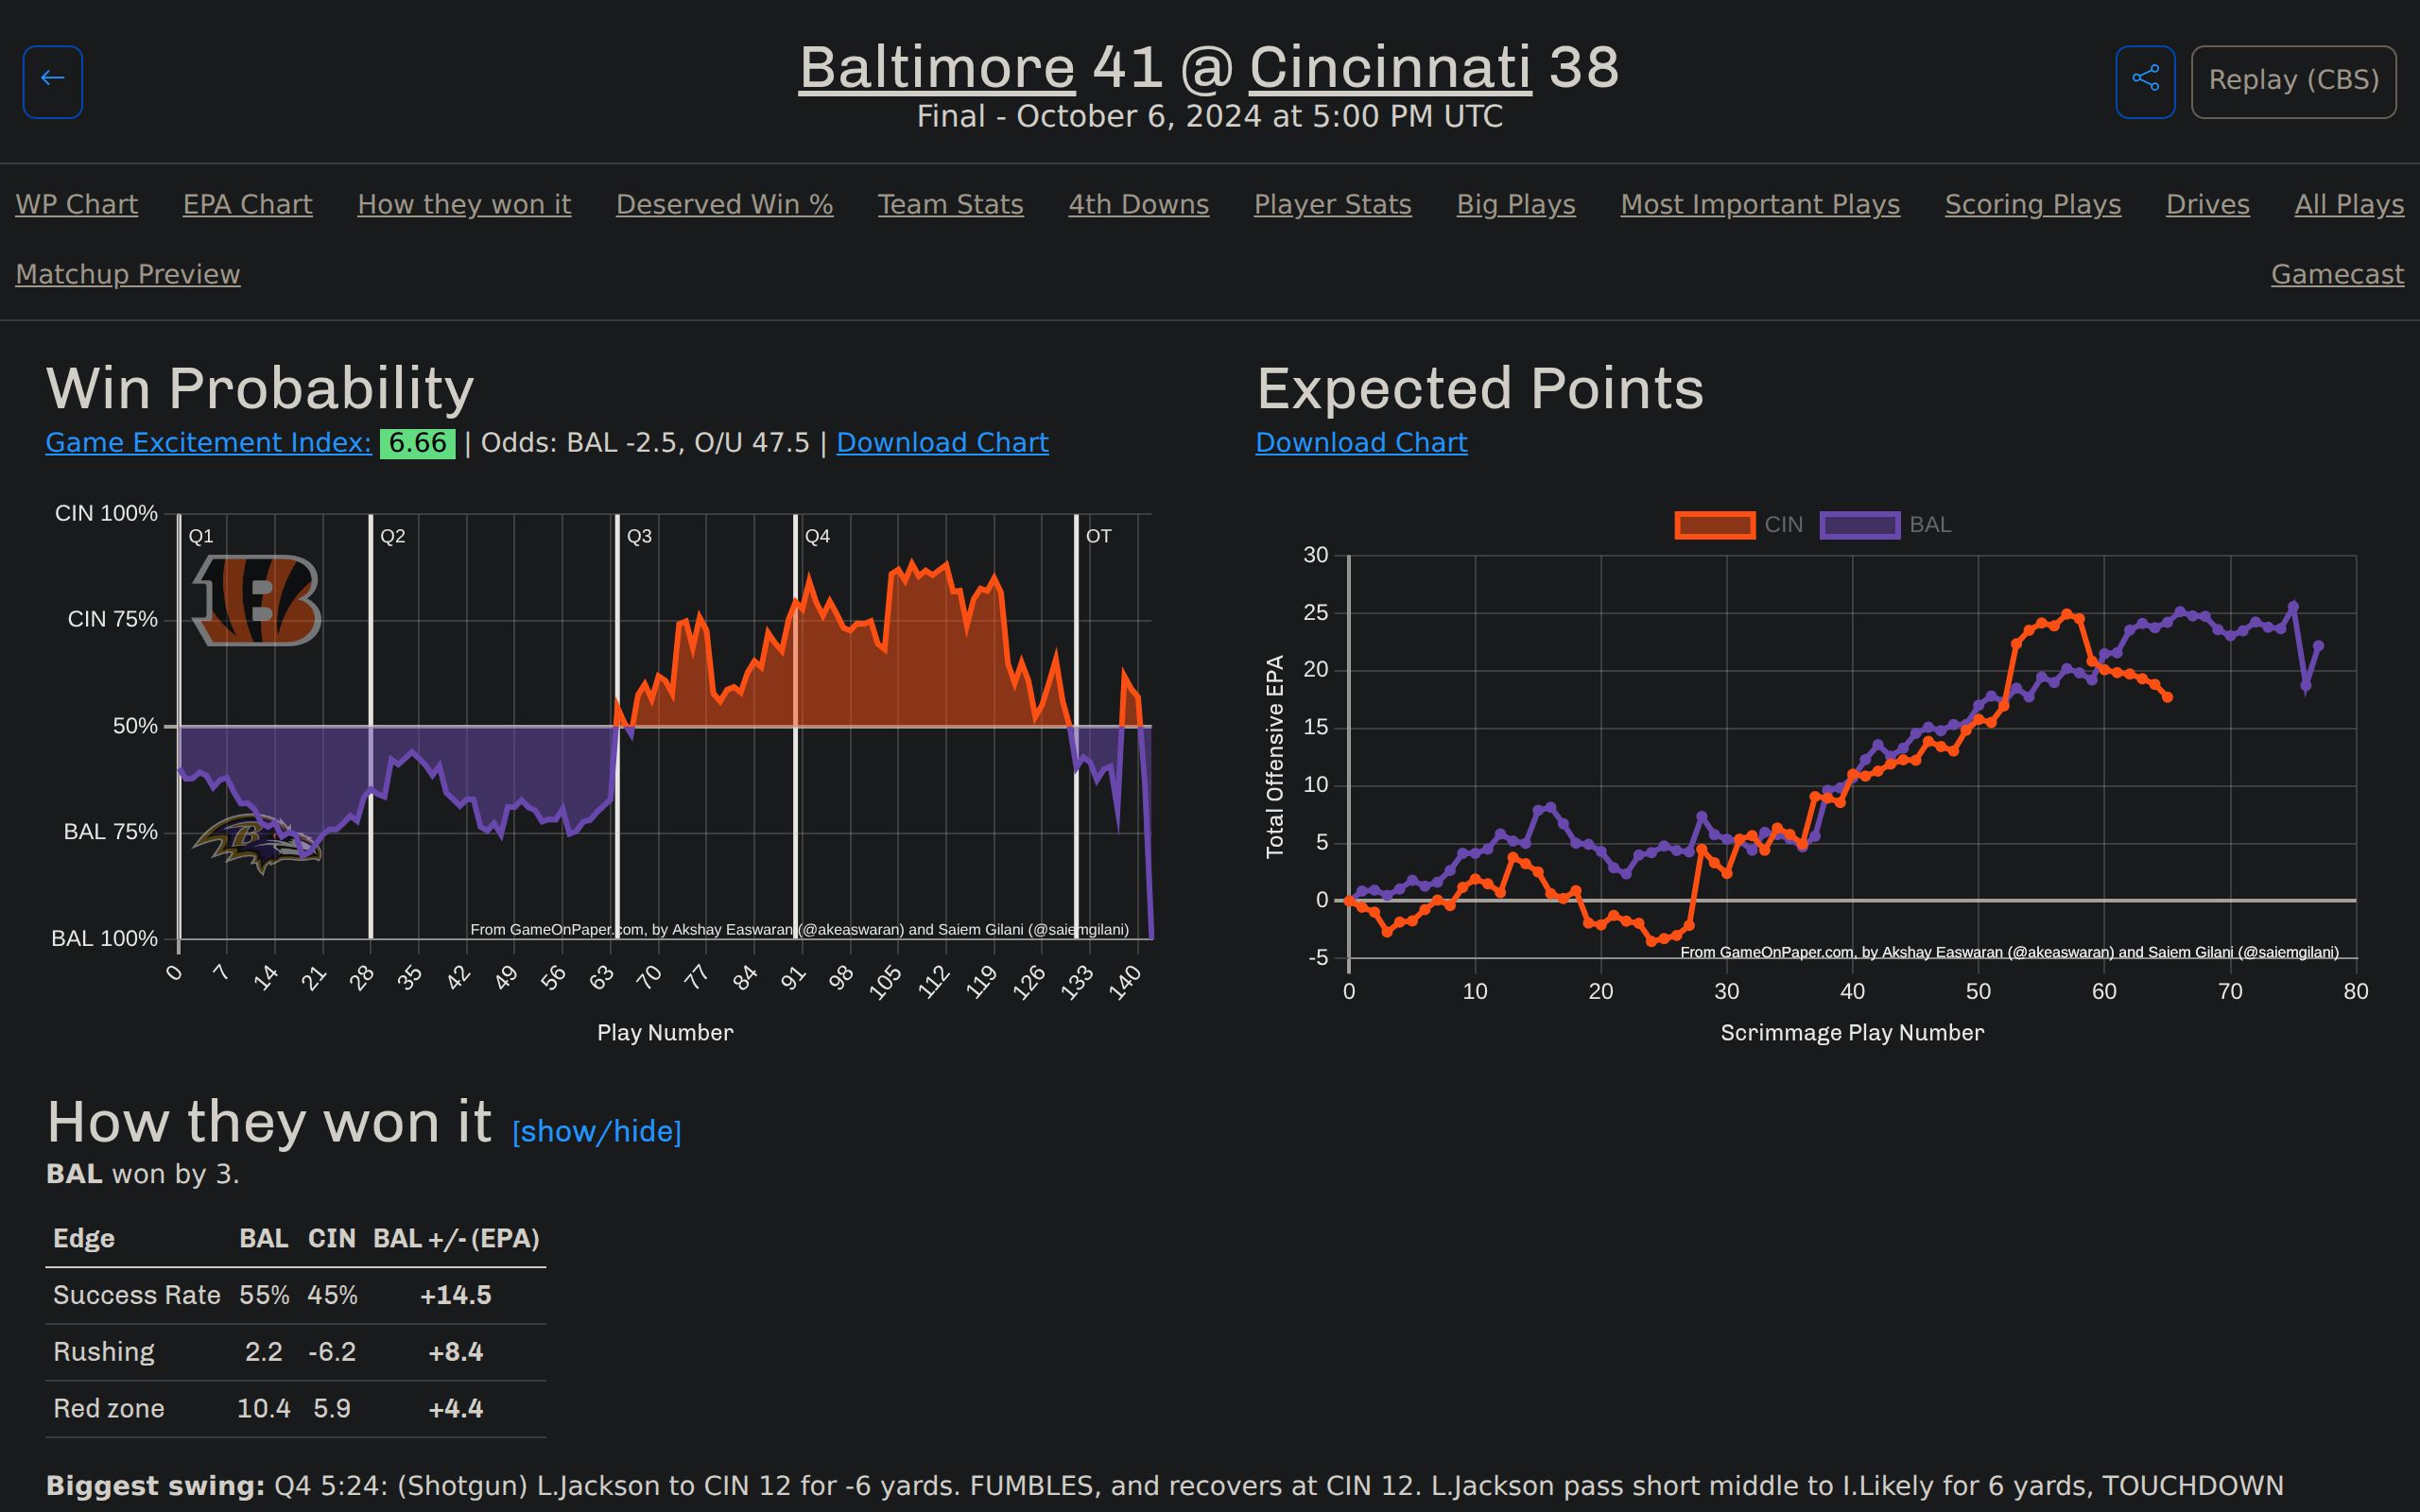 ←
Baltimore 41 @ Cincinnati 38
Final - October 6, 2024 at 5:00 PM UTC
Replay (CBS)
WP Chart EPA Chart How they won it Deserved Win % Team Stats 4th Downs Player Stats Big Plays Most Important Plays Scoring Plays Drives All Plays
Matchup Preview Gamecast
Win Probability
Game Excitement Index: 6.66 | Odds: BAL -2.5, O/U 47.5 | Download Chart
CIN 100%
CIN 75%
50%
BAL 75%
BAL 100%
Q1 Q2 Q3 Q4 OT
B
B
From GameOnPaper.com, by Akshay Easwaran (@akeaswaran) and Saiem Gilani (@saiemgilani)
0 7 14 21 28 35 42 49 56 63 70 77 84 91 98 105 112 119 126 133 140
Play Number
Expected Points
Download Chart
CIN BAL
Total Offensive EPA
30
25
20
15
10
5
0
-5
From GameOnPaper.com, by Akshay Easwaran (@akeaswaran) and Saiem Gilani (@saiemgilani)
0 10 20 30 40 50 60 70 80
Scrimmage Play Number
How they won it [show/hide]
BAL won by 3.
Edge BAL CIN BAL +/- (EPA)
Success Rate 55% 45% +14.5
Rushing 2.2 -6.2 +8.4
Red zone 10.4 5.9 +4.4
Biggest swing: Q4 5:24: (Shotgun) L.Jackson to CIN 12 for -6 yards. FUMBLES, and recovers at CIN 12. L.Jackson pass short middle to I.Likely for 6 yards, TOUCHDOWN